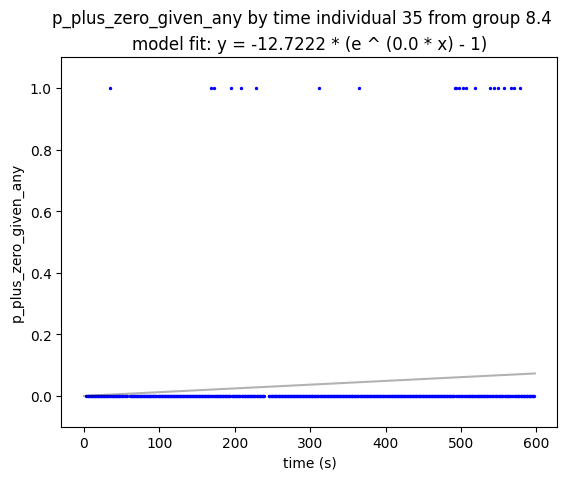 p_plus_zero_given_any by time individual 35 from group 8.4
model fit: y = -12.7222 * (e ^ (0.0 * x) - 1)
1.0
0.8
0.6
0.4
0.2
0.0
p_plus_zero_given_any
0 100 200 300 400 500 600
time (s)